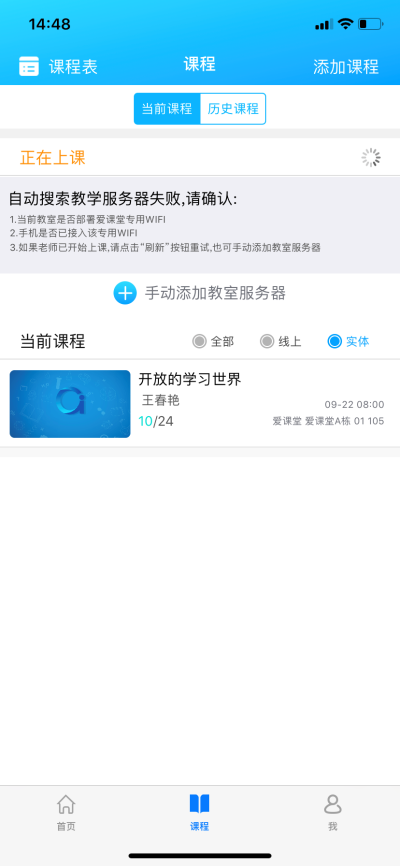 11:48
课程表
课程
添加课程
当前课程
历史课程
正在上课
自动搜索教学服务器失败,请确认:
1.当前教室是否部署爱课堂专用WIFI
2.手机是否已接入该专用WIFI
3.如果老师已开始上课,请点击“刷新”按钮重试,也可手动添加教室服务器
手动添加教室服务器
当前课程
全部
线上
实体
开放的学习世界
王春艳
09-22 08:00
10/24
爱课堂 爱课堂A栋 01 105
首页
课程
我